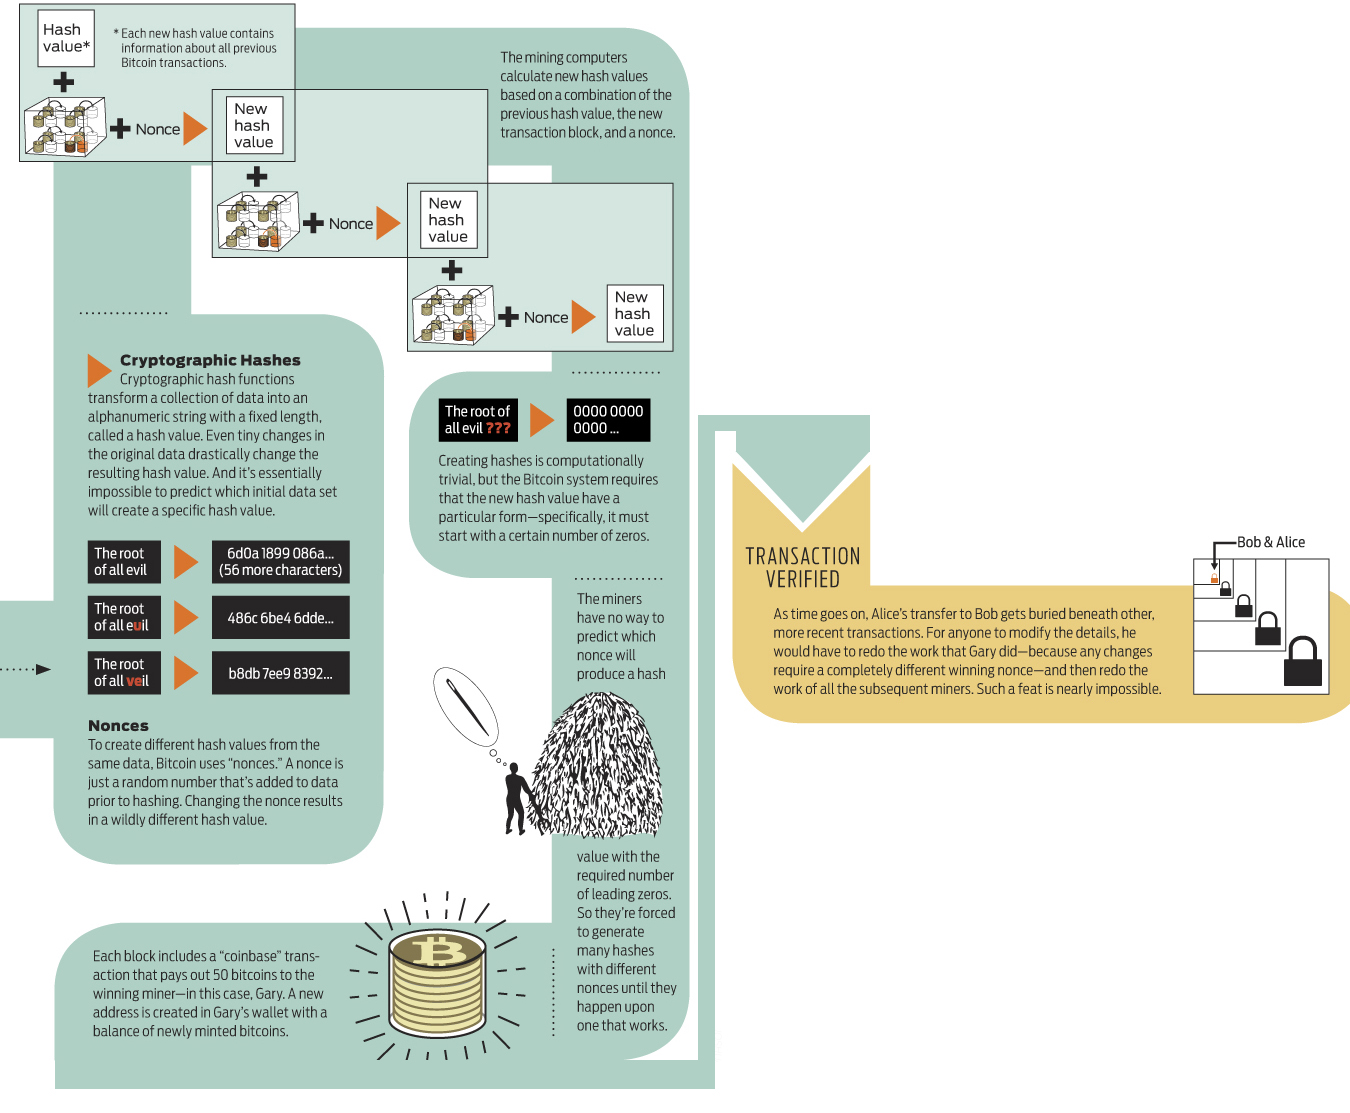 Hash
value*
* Each new hash value contains
information about all previous
Bitcoin transactions.
Nonce
New
hash
value
Nonce
New
hash
value
Nonce
New
hash
value
The mining computers
calculate new hash values
based on a combination of the
previous hash value, the new
transaction block, and a nonce.
Cryptographic Hashes
Cryptographic hash functions
transform a collection of data into an
alphanumeric string with a fixed length,
called a hash value. Even tiny changes in
the original data drastically change the
resulting hash value. And it's essentially
impossible to predict which initial data set
will create a specific hash value.
The root
of all evil
6d0a 1899 086a...
(56 more characters)
The root
of all euil
486c 6be4 6dde...
The root
of all veil
b8db 7ee9 8392...
Nonces
To create different hash values from the
same data, Bitcoin uses “nonces.” A nonce is
just a random number that's added to data
prior to hashing. Changing the nonce results
in a wildly different hash value.
The root of
all evil ???
0000 0000
0000 ...
Creating hashes is computationally
trivial, but the Bitcoin system requires
that the new hash value have a
particular form—specifically, it must
start with a certain number of zeros.
The miners
have no way to
predict which
nonce will
produce a hash
value with the
required number
of leading zeros.
So they're forced
to generate
many hashes
with different
nonces until they
happen upon
one that works.
Each block includes a “coinbase” trans-
action that pays out 50 bitcoins to the
winning miner—in this case, Gary. A new
address is created in Gary's wallet with a
balance of newly minted bitcoins.
TRANSACTION
VERIFIED
As time goes on, Alice's transfer to Bob gets buried beneath other,
more recent transactions. For anyone to modify the details, he
would have to redo the work that Gary did—because any changes
require a completely different winning nonce—and then redo the
work of all the subsequent miners. Such a feat is nearly impossible.
Bob & Alice